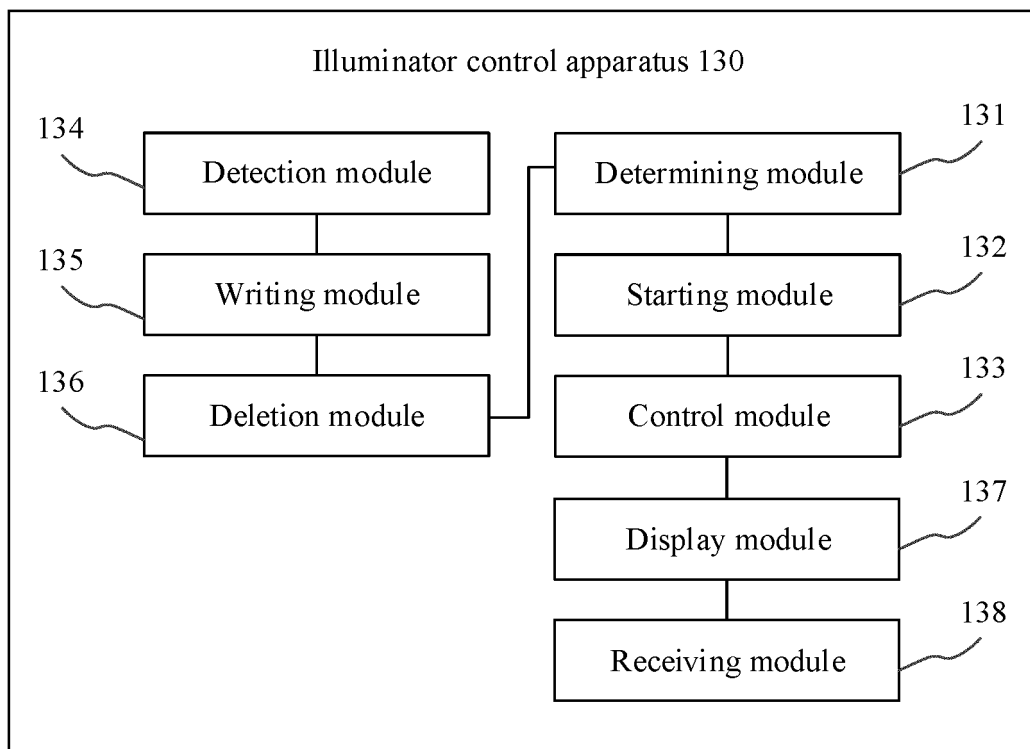 Illuminator control apparatus 130
134
Detection module
135
Writing module
136
Deletion module
131
Determining module
132
Starting module
133
Control module
137
Display module
138
Receiving module